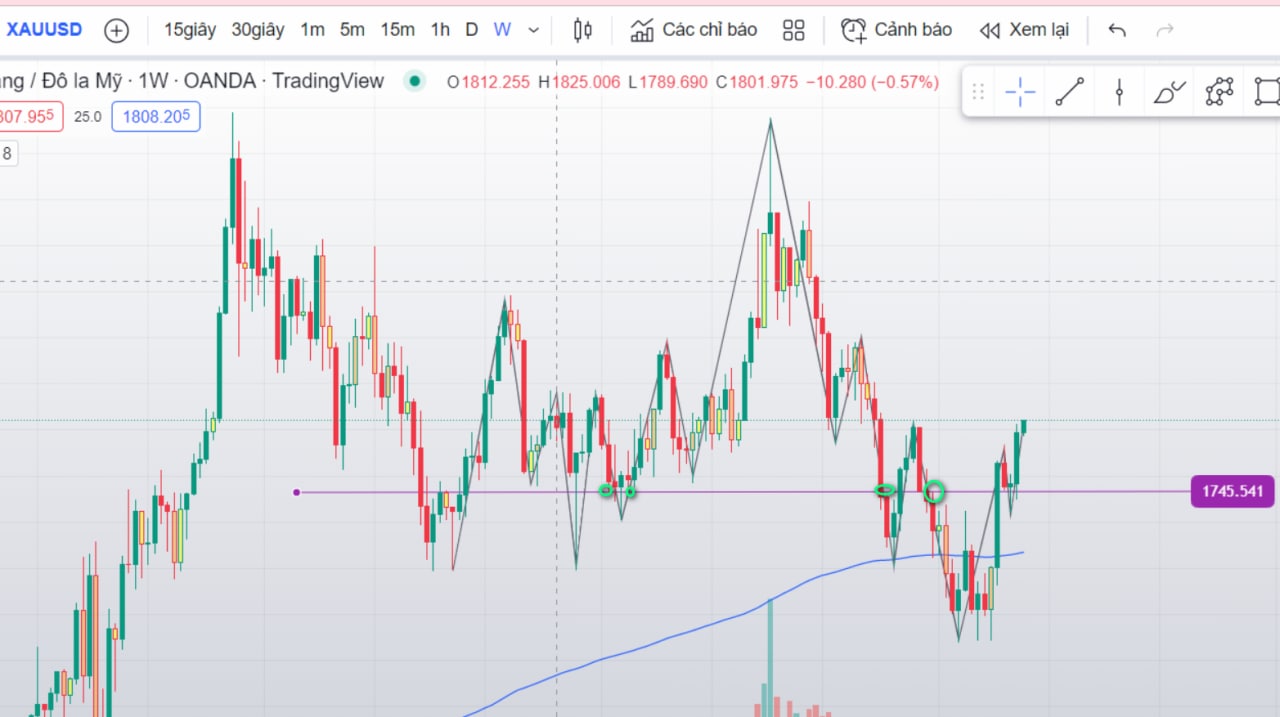 XAUUSD 15giây 30giây 1m 5m 15m 1h D W Các chỉ báo Cảnh báo Xem lại
/ Đô la Mỹ · 1W · OANDA · TradingView O1812.255 H1825.006 L1789.690 C1801.975 −10.280 (−0.57%)
807.955 25.0 1808.205
8
1745.541